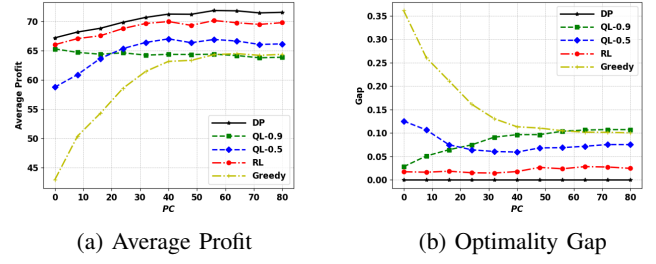 Average Profit
70
65
60
55
50
45
0 10 20 30 40 50 60 70 80
PC
DP
QL-0.9
QL-0.5
RL
Greedy
(a) Average Profit
Gap
0.35
0.30
0.25
0.20
0.15
0.10
0.05
0.00
0 10 20 30 40 50 60 70 80
PC
DP
QL-0.9
QL-0.5
RL
Greedy
(b) Optimality Gap